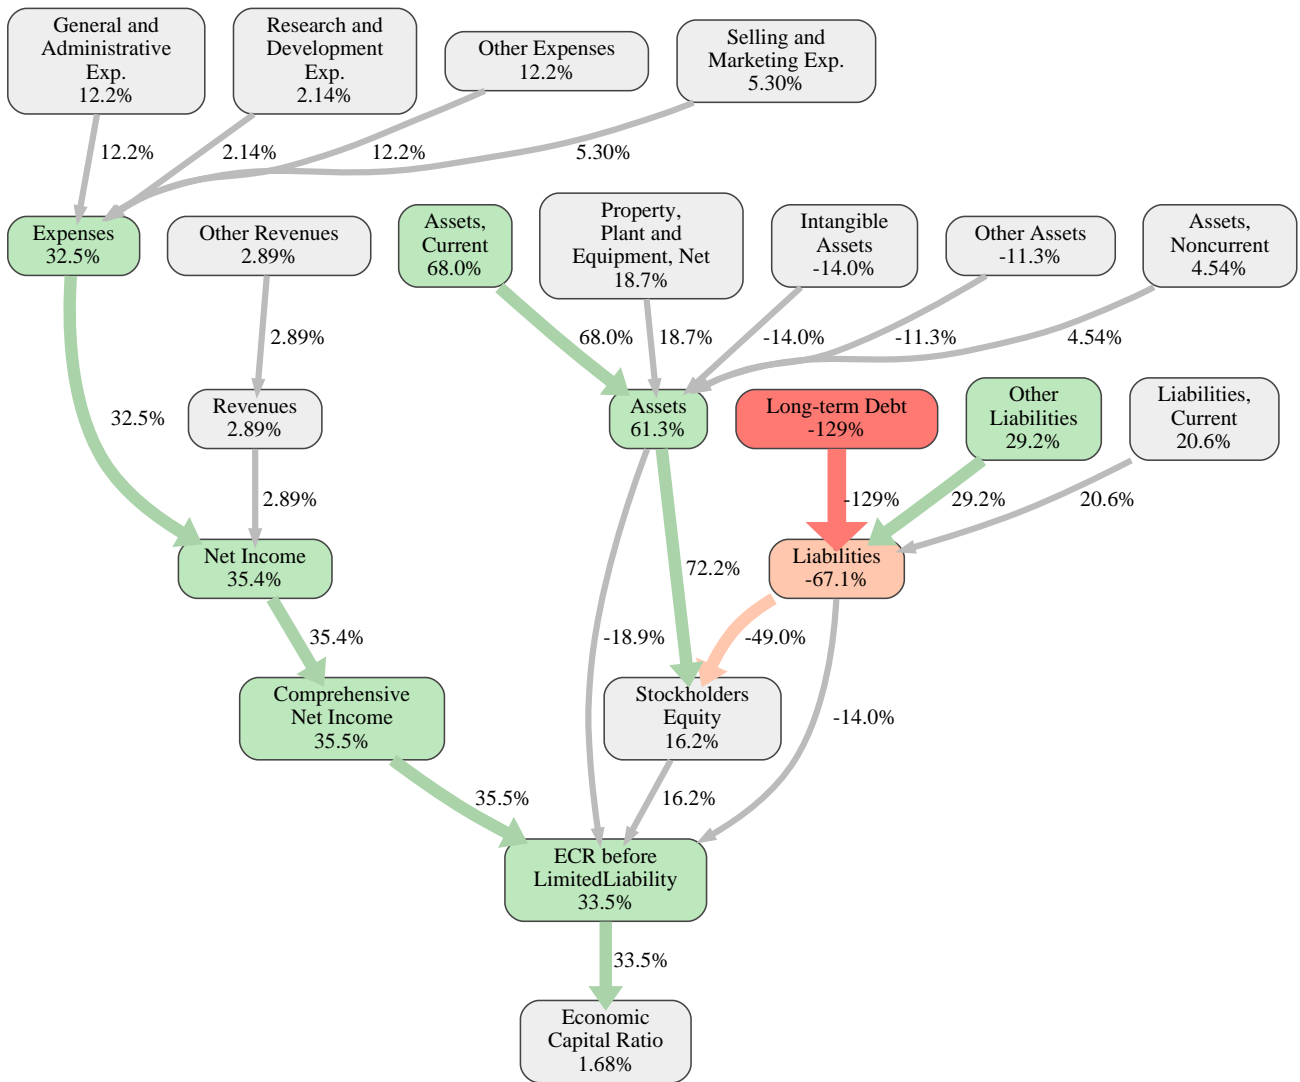 General and
Administrative
Exp.
12.2%
Research and
Development
Exp.
2.14%
Other Expenses
12.2%
Selling and
Marketing Exp.
5.30%
12.2%
2.14%
12.2%
5.30%
Expenses
32.5%
Other Revenues
2.89%
Assets,
Current
68.0%
Property,
Plant and
Equipment, Net
18.7%
Intangible
Assets
-14.0%
Other Assets
-11.3%
Assets,
Noncurrent
4.54%
2.89%
68.0%
18.7%
-14.0%
-11.3%
4.54%
32.5%
Revenues
2.89%
Assets
61.3%
Long-term Debt
-129%
Other
Liabilities
29.2%
Liabilities,
Current
20.6%
2.89%
-129%
29.2%
20.6%
Net Income
35.4%
72.2%
Liabilities
-67.1%
35.4%
-18.9%
-49.0%
Comprehensive
Net Income
35.5%
Stockholders
Equity
16.2%
-14.0%
35.5%
16.2%
ECR before
LimitedLiability
33.5%
33.5%
Economic
Capital Ratio
1.68%